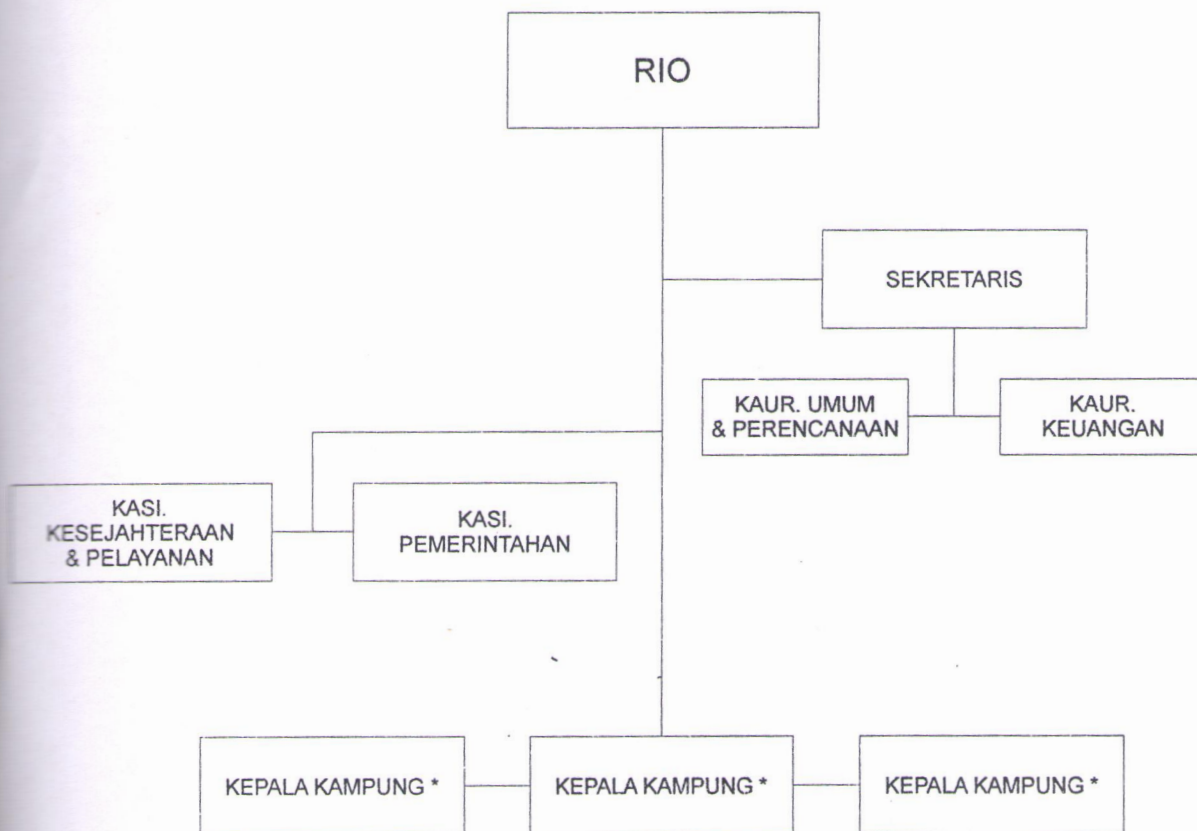 RIO
SEKRETARIS
KAUR. UMUM
& PERENCANAAN
KAUR.
KEUANGAN
KASI.
KESEJAHTERAAN
& PELAYANAN
KASI.
PEMERINTAHAN
KEPALA KAMPUNG *
KEPALA KAMPUNG *
KEPALA KAMPUNG *